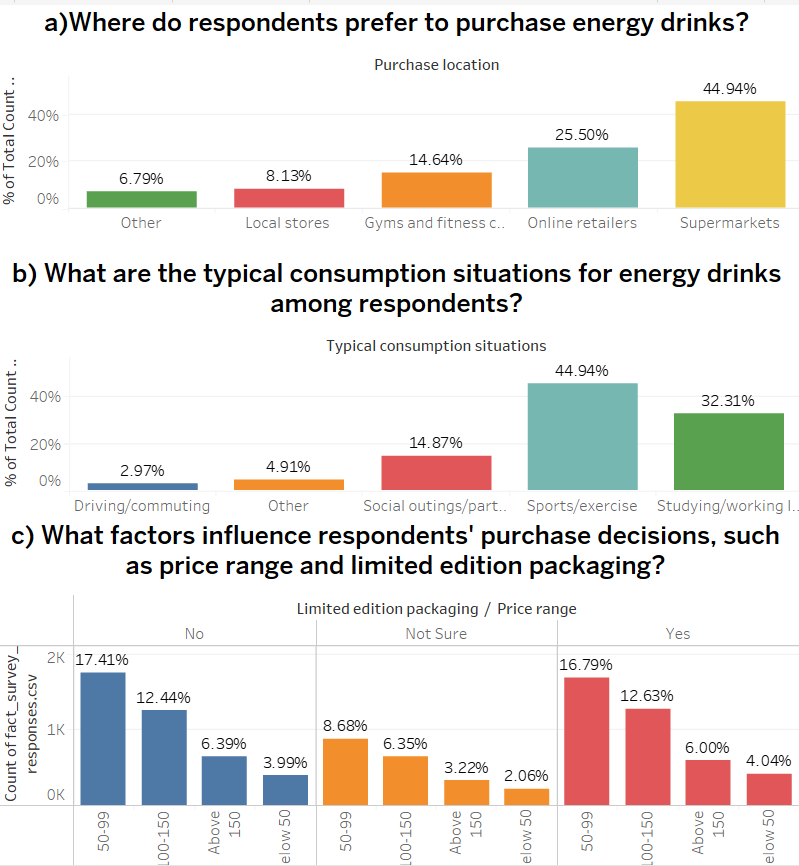 a)Where do respondents prefer to purchase energy drinks?
Purchase location
% of Total Count ..
40%
20%
0%
6.79%
8.13%
14.64%
25.50%
44.94%
Other
Local stores
Gyms and fitness c..
Online retailers
Supermarkets
b) What are the typical consumption situations for energy drinks
among respondents?
Typical consumption situations
% of Total Count ..
40%
20%
0%
2.97%
4.91%
14.87%
44.94%
32.31%
Driving/commuting
Other
Social outings/part..
Sports/exercise
Studying/working l..
c) What factors influence respondents' purchase decisions, such
as price range and limited edition packaging?
Limited edition packaging / Price range
No
Not Sure
Yes
Count of fact_survey_
responses.csv
2K
1K
0K
17.41%
12.44%
6.39%
3.99%
8.68%
6.35%
3.22%
2.06%
16.79%
12.63%
6.00%
4.04%
50-99
100-150
Above
150
elow 50
50-99
100-150
Above
150
elow 50
50-99
100-150
Above
150
elow 50